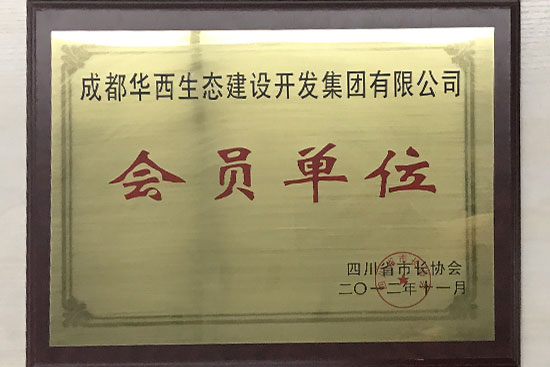 成都华西生态建设开发集团有限公司
会员单位
四川省市长协会
二〇一二年十一月